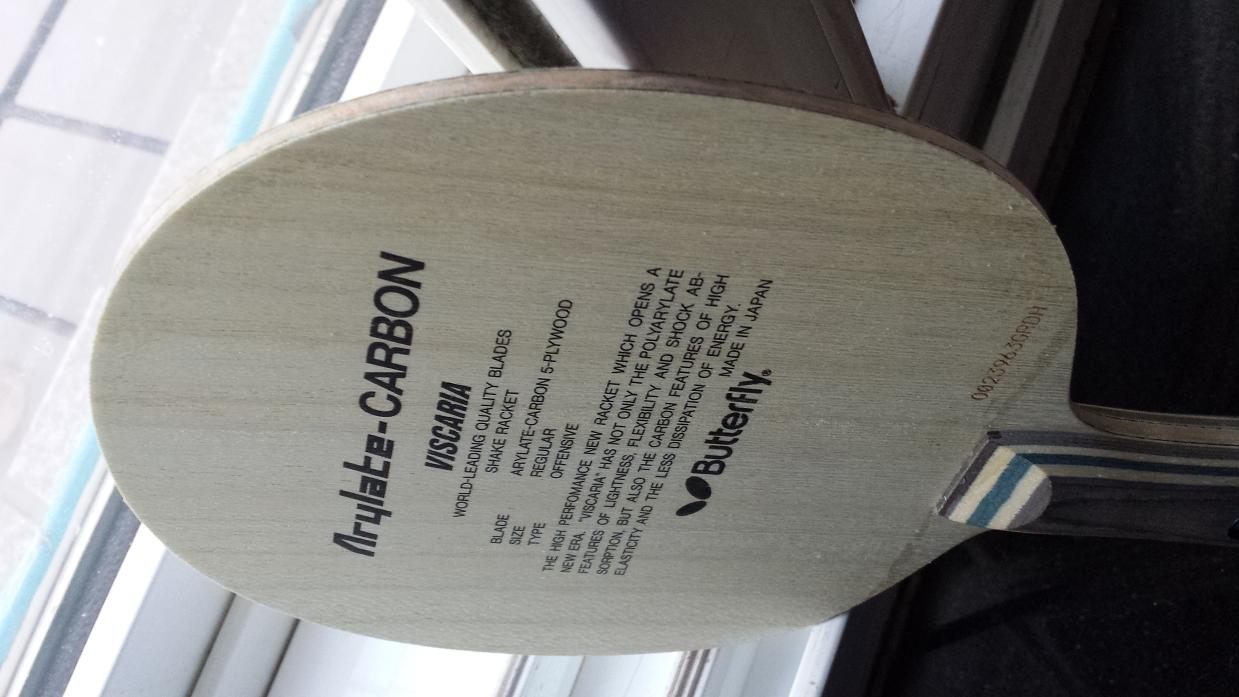 Arylate-CARBON
VISCARIA
WORLD-LEADING QUALITY BLADES
SHAKE RACKET
BLADE ARYLATE-CARBON 5-PLYWOOD
SIZE REGULAR
TYPE OFFENSIVE
THE HIGH PERFOMANCE NEW RACKET WHICH OPENS A
NEW ERA. "VISCARIA" HAS NOT ONLY THE POLYARYLATE
FEATURES OF LIGHTNESS, FLEXIBILITY AND SHOCK AB-
SORPTION, BUT ALSO THE CARBON FEATURES OF HIGH
ELASTICITY AND THE LESS DISSIPATION OF ENERGY.
Butterfly® MADE IN JAPAN